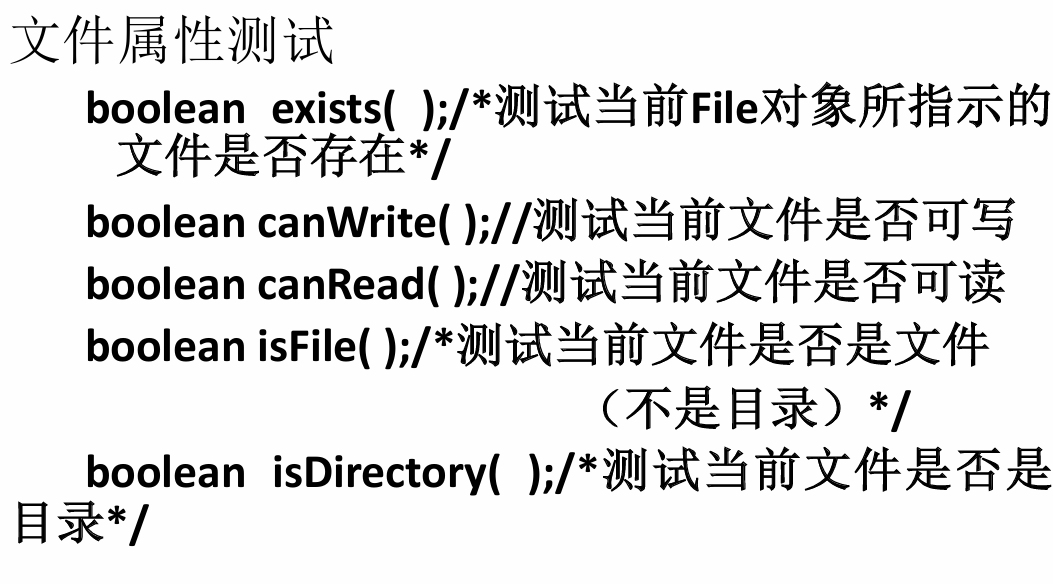 文件属性测试
boolean exists( );/*测试当前File对象所指示的
文件是否存在*/
boolean canWrite( );//测试当前文件是否可写
boolean canRead( );//测试当前文件是否可读
boolean isFile( );/*测试当前文件是否是文件
（不是目录）*/
boolean isDirectory( );/*测试当前文件是否是
目录*/